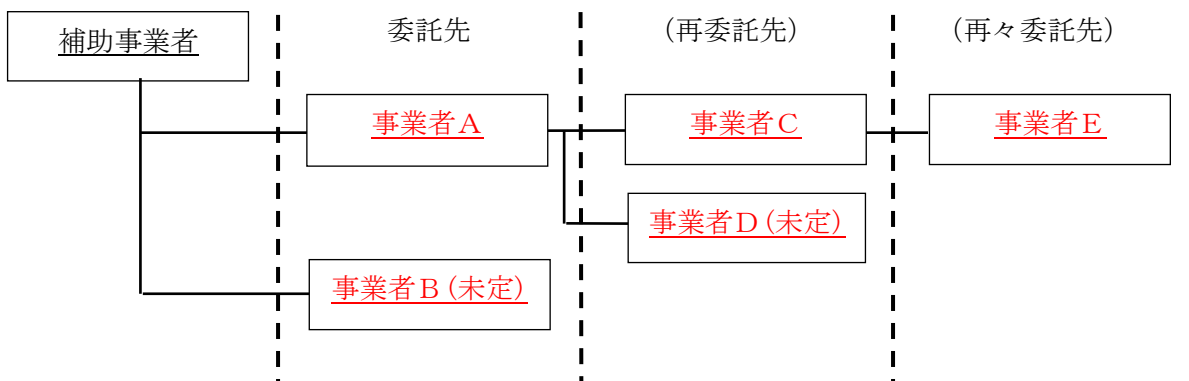 補助事業者
委託先
(再委託先)
(再々委託先)
事業者A
事業者C
事業者E
事業者D(未定)
事業者B(未定)